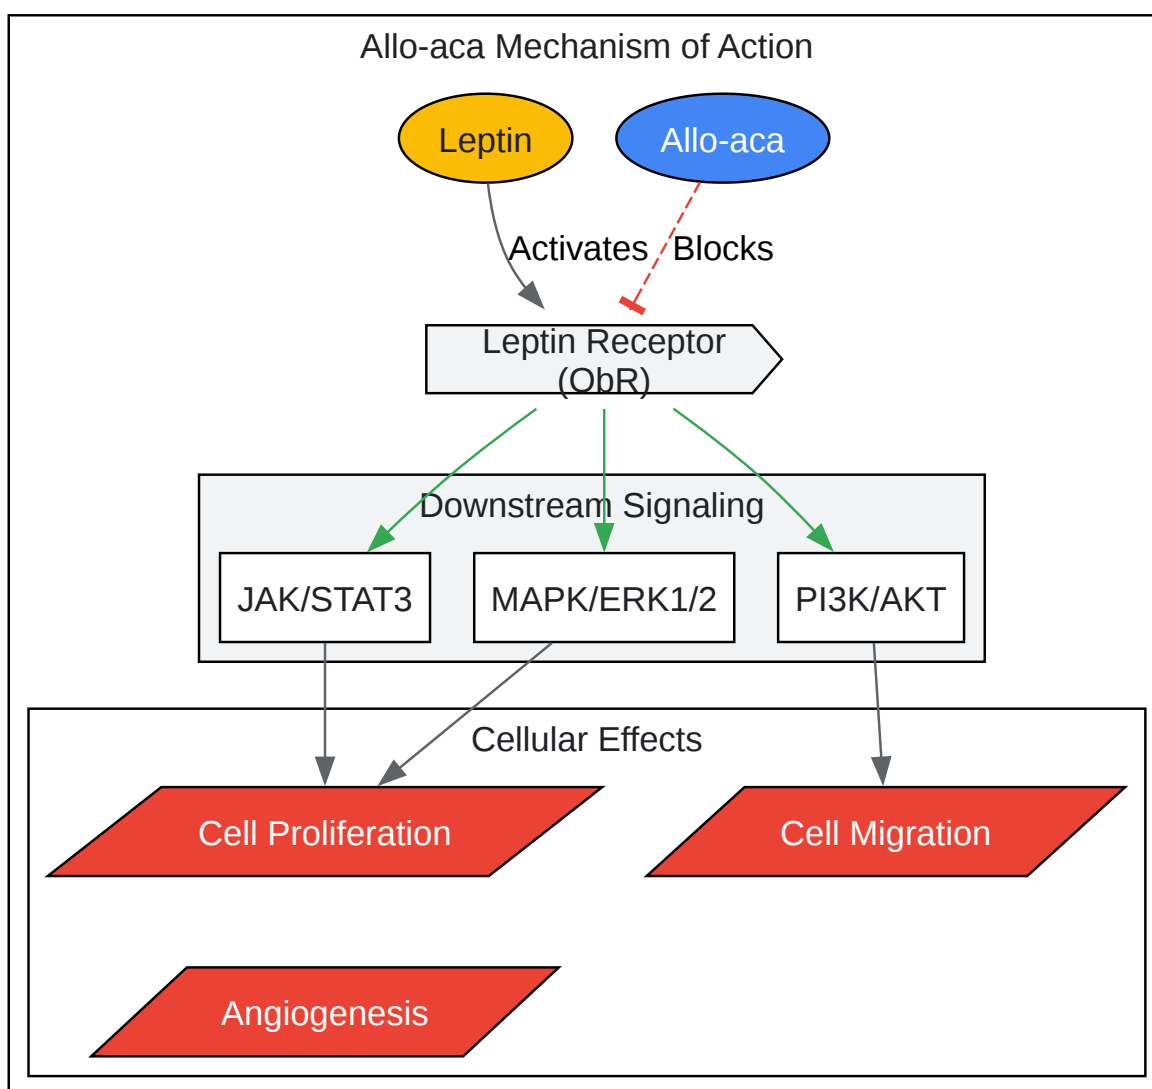 Allo-aca Mechanism of Action
Leptin
Allo-aca
Activates
Blocks
Leptin Receptor
(ObR)
Downstream Signaling
JAK/STAT3
MAPK/ERK1/2
PI3K/AKT
Cellular Effects
Cell Proliferation
Cell Migration
Angiogenesis